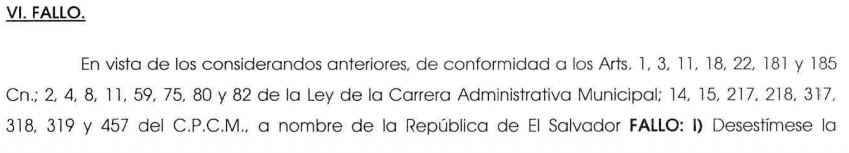 VI. FALLO.
En vista de los considerandos anteriores, de conformidad a los Arts. 1, 3, 11, 18, 22, 181 y 185
Cn.; 2, 4, 8, 11, 59, 75, 80 y 82 de la Ley de la Carrera Administrativa Municipal; 14, 15, 217, 218, 317,
318, 319 y 457 del C.P.C.M., a nombre de la República de El Salvador FALLO: I) Desestímese la